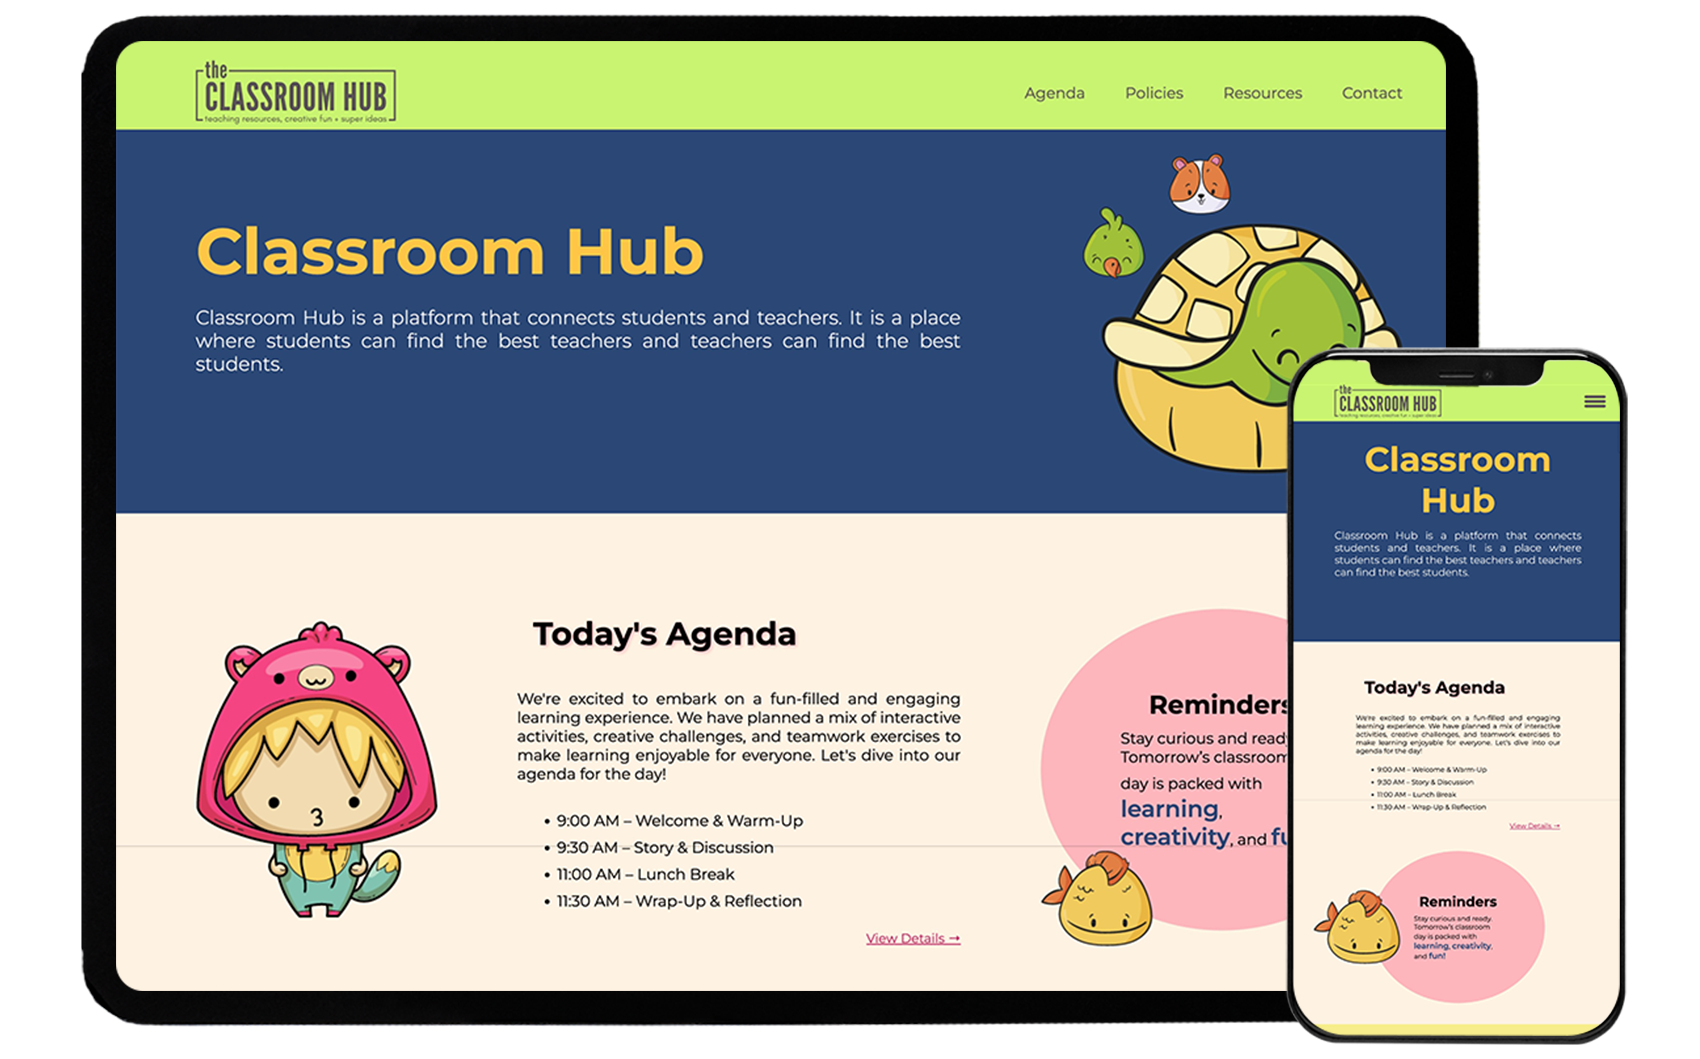 the
CLASSROOM HUB
teaching resources, creative fun + super ideas
Agenda Policies Resources Contact
Classroom Hub
Classroom Hub is a platform that connects students and teachers. It is a place
where students can find the best teachers and teachers can find the best
students.
Today's Agenda
We're excited to embark on a fun-filled and engaging
learning experience. We have planned a mix of interactive
activities, creative challenges, and teamwork exercises to
make learning enjoyable for everyone. Let's dive into our
agenda for the day!
• 9:00 AM – Welcome & Warm-Up
• 9:30 AM – Story & Discussion
• 11:00 AM – Lunch Break
• 11:30 AM – Wrap-Up & Reflection
View Details →
Reminders
Stay curious and ready
Tomorrow's classroom
day is packed with
learning,
creativity, and fu
the
CLASSROOM HUB
teaching resources, creative fun + super ideas
Classroom
Hub
Classroom Hub is a platform that connects
students and teachers. It is a place where
students can find the best teachers and teachers
can find the best students.
Today's Agenda
We're excited to embark on a fun-filled and engaging
learning experience. We have planned a mix of interactive
activities, creative challenges, and teamwork exercises to
make learning enjoyable for everyone. Let's dive into our
agenda for the day!
• 9:00 AM – Welcome & Warm-Up
• 9:30 AM – Story & Discussion
• 11:00 AM – Lunch Break
• 11:30 AM – Wrap-Up & Reflection
View Details →
Reminders
Stay curious and ready.
Tomorrow's classroom
day is packed with
learning, creativity,
and fun!